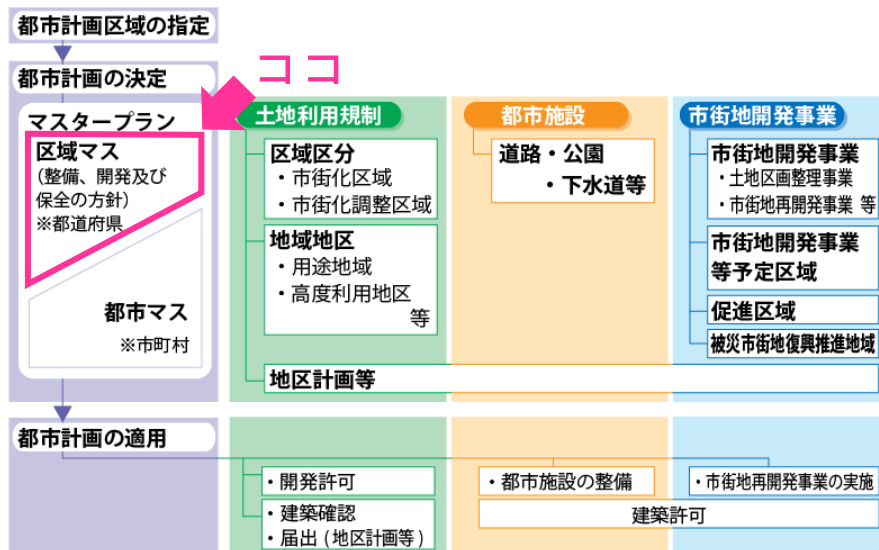 都市計画区域の指定
都市計画の決定
ココ
マスタープラン
区域マス
(整備、開発及び
保全の方針)
※都道府県
都市マス
※市町村
土地利用規制
区域区分
・市街化区域
・市街化調整区域
地域地区
・用途地域
・高度利用地区
等
都市施設
道路・公園
・下水道等
市街地開発事業
市街地開発事業
・土地区画整理事業
・市街地再開発事業 等
市街地開発事業
等予定区域
促進区域
被災市街地復興推進地域
地区計画等
都市計画の適用
・開発許可
・建築確認
・届出(地区計画等)
・都市施設の整備
・市街地再開発事業の実施
建築許可